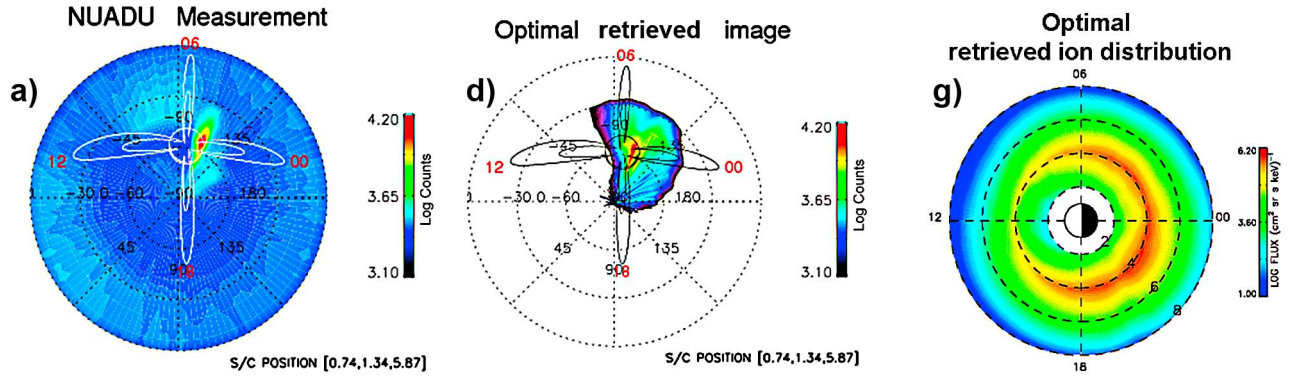 NUADU Measurement
a)
06
-90
-45
135
12
00
-30.0 -60 -90 180
45
135
18
4.20
3.65
3.10
Log Counts
S/C POSITION [0.74,1.34,5.87]
Optimal retrieved image
d)
06
-90
-45
135
12
00
-30.0 -60 -90 180
45
135
90
18
4.20
3.65
3.10
Log Counts
S/C POSITION [0.74,1.34,5.87]
Optimal
retrieved ion distribution
g)
06
12
00
2
4
6
8
18
6.20
3.60
1.00
LOG FLUX (cm² sr s keV)⁻¹